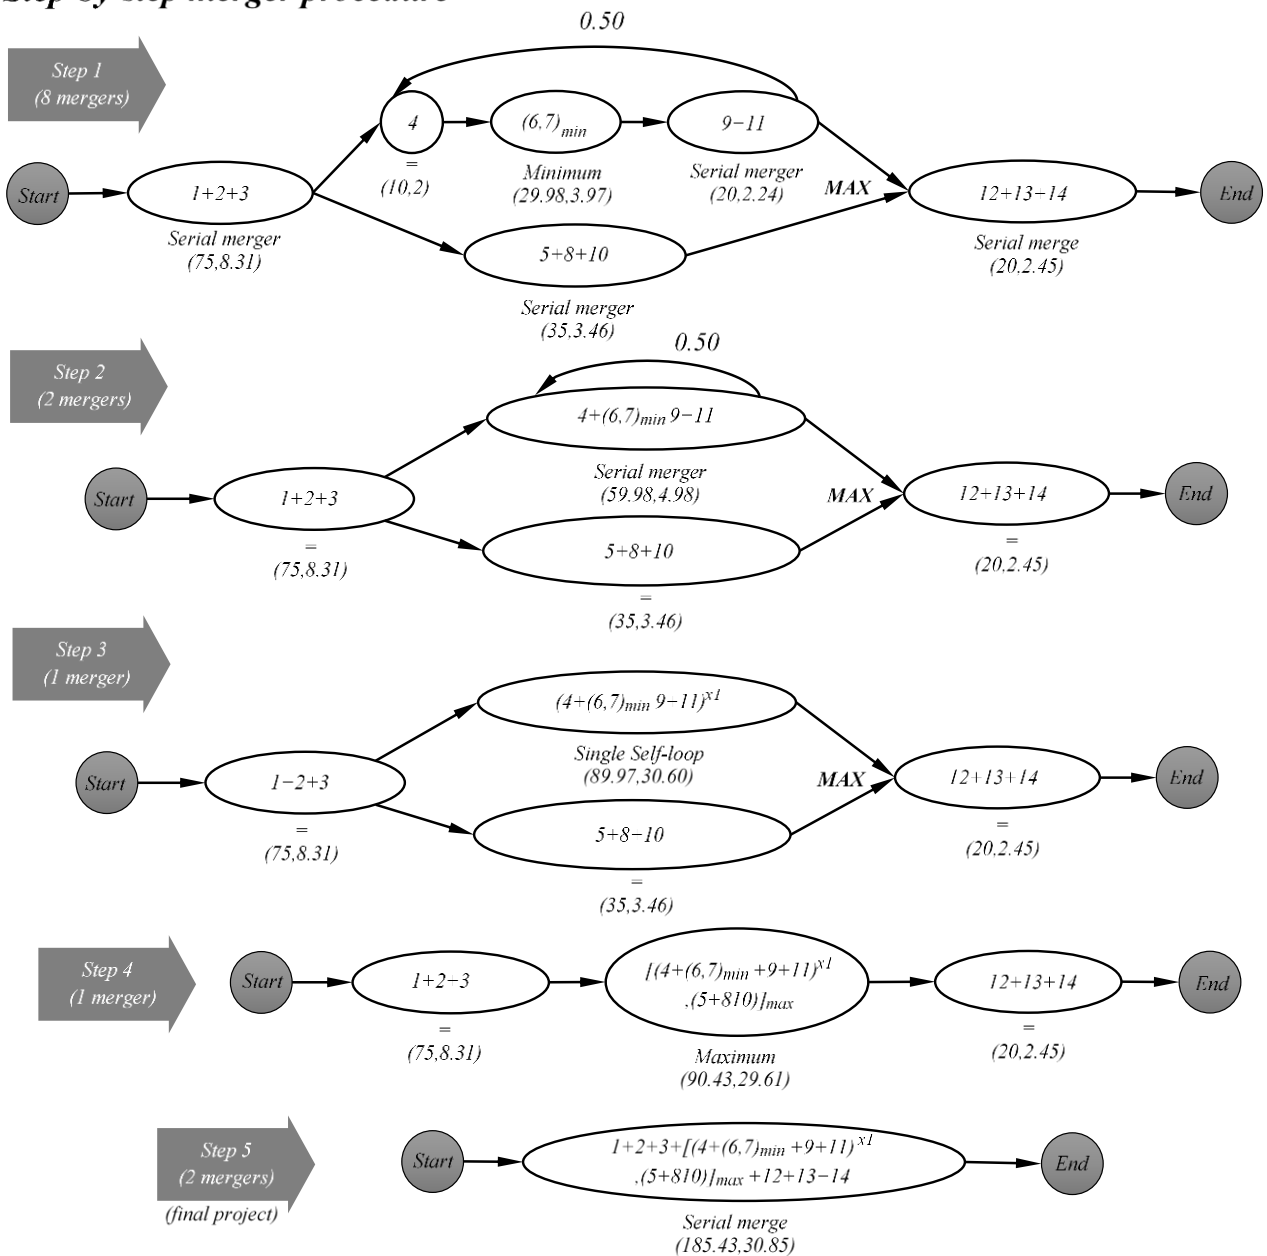 Step-by-step merger procedure
0.50
Step 1
(8 mergers)
4
(6,7)min
9−11
=
(10,2)
Minimum
(29.98,3.97)
Serial merger
(20,2.24)
MAX
Start
1+2+3
12+13+14
End
Serial merger
(75,8.31)
5+8+10
Serial merge
(20,2.45)
Serial merger
(35,3.46)
0.50
Step 2
(2 mergers)
4+(6,7)min 9−11
Serial merger
(59.98,4.98)
MAX
Start
1+2+3
12+13+14
End
=
(75,8.31)
5+8+10
=
(20,2.45)
=
(35,3.46)
Step 3
(1 merger)
(4+(6,7)min 9−11)x1
Single Self-loop
(89.97,30.60)
MAX
Start
1−2+3
12+13+14
End
=
(75,8.31)
5+8−10
=
(20,2.45)
=
(35,3.46)
Step 4
(1 merger)
Start
1+2+3
[(4+(6,7)min +9+11)x1
,(5+810)]max
12+13+14
End
=
(75,8.31)
Maximum
(90.43,29.61)
=
(20,2.45)
Step 5
(2 mergers)
(final project)
Start
1+2+3+[(4+(6,7)min +9+11)x1
,(5+810)]max +12+13−14
End
Serial merge
(185.43,30.85)